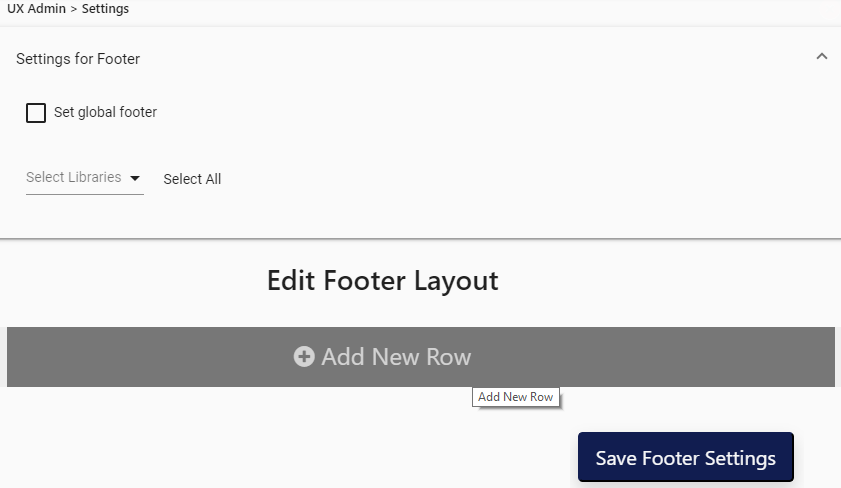 UX Admin > Settings
Settings for Footer
Set global footer
Select Libraries Select All
Edit Footer Layout
Add New Row
Add New Row
Save Footer Settings